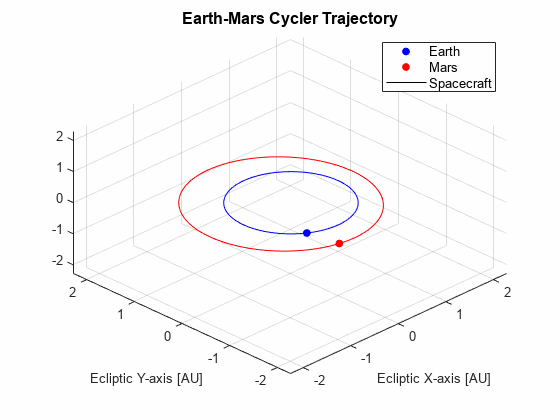 Earth-Mars Cycler Trajectory
Earth
Mars
Spacecraft
2
1
0
-1
-2
2
1
0
-1
-2
-2
-1
0
1
2
Ecliptic Y-axis [AU]
Ecliptic X-axis [AU]